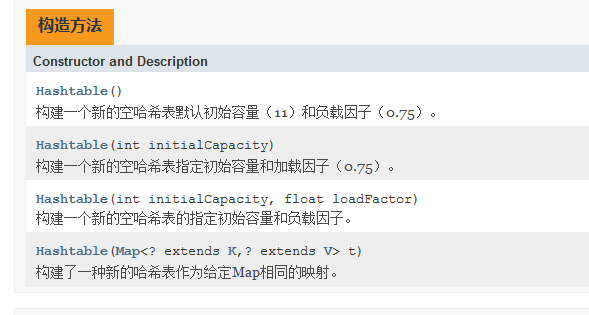 构造方法
Constructor and Description
Hashtable()
构建一个新的空哈希表默认初始容量（11）和负载因子（0.75）。
Hashtable(int initialCapacity)
构建一个新的空哈希表指定初始容量和加载因子（0.75）。
Hashtable(int initialCapacity, float loadFactor)
构建一个新的空哈希表的指定初始容量和负载因子。
Hashtable(Map<? extends K,? extends V> t)
构建了一种新的哈希表作为给定Map相同的映射。